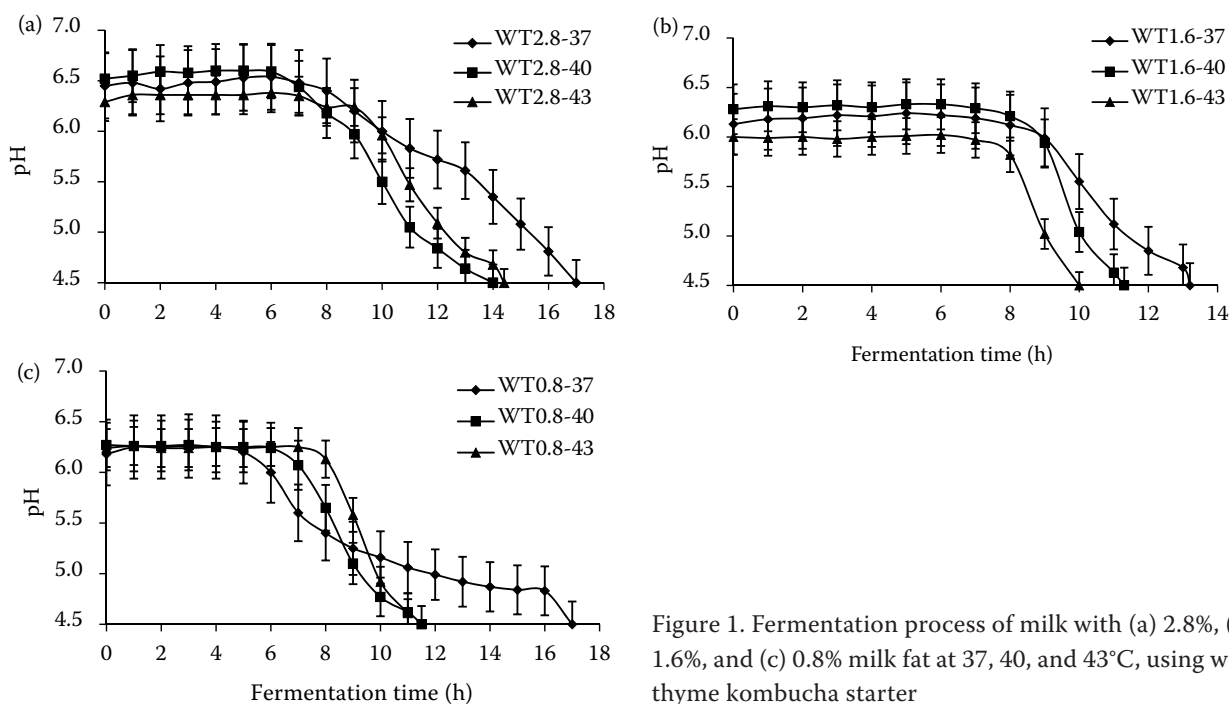 (a)
7.0
6.5
6.0
5.5
5.0
4.5
pH
0 2 4 6 8 10 12 14 16 18
WT2.8-37
WT2.8-40
WT2.8-43
(b)
7.0
6.5
6.0
5.5
5.0
4.5
pH
0 2 4 6 8 10 12 14
WT1.6-37
WT1.6-40
WT1.6-43
Fermentation time (h)
(c)
7.0
6.5
6.0
5.5
5.0
4.5
pH
0 2 4 6 8 10 12 14 16 18
WT0.8-37
WT0.8-40
WT0.8-43
Fermentation time (h)
Figure 1. Fermentation process of milk with (a) 2.8%, (
1.6%, and (c) 0.8% milk fat at 37, 40, and 43°C, using w
thyme kombucha starter